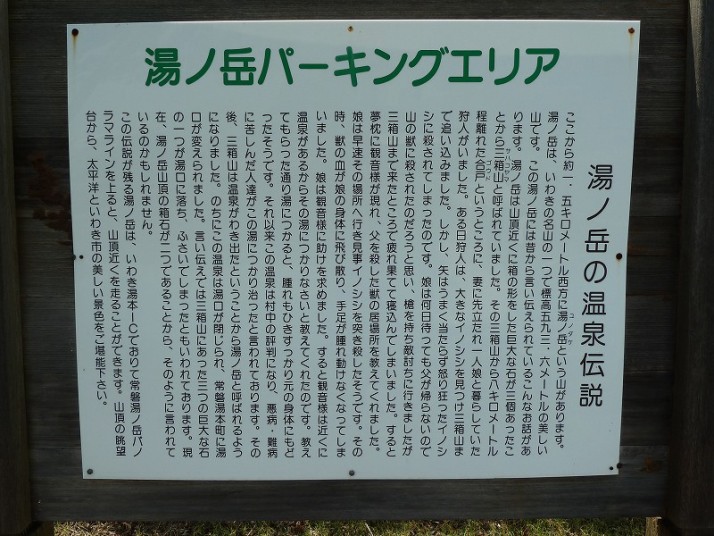 湯ノ岳パーキングエリア
湯ノ岳の温泉伝説
ここから約一、五キロメートル西方に湯ノ岳という山があります。
ユノダケ
湯ノ岳は、いわきの名山の一つで標高五九三、六メートルの美しい
山です。この湯ノ岳には昔から言い伝えられているこんなお話があ
ります。湯ノ岳は山頂近くに箱の形をした巨大な石が三個あったこ
とから三箱山と呼ばれていました。その三箱山から八キロメートル
サハコヤマ
程離れた合戸というところに、妻に先立たれ一人娘と暮らしていた
狩人がいました。ある日狩人は、大きなイノシシを見つけ三箱山ま
で追い込みました。しかし、矢はうまく当たらず怒り狂ったイノシ
シに殺されてしまったのです。娘は何日待っても父が帰らないので
山の獣に殺されたのだろうと思い、槍を持ち敵討ちに行きましたが
三箱山まで来たところで疲れ果てて寝込んでしまいました。すると
夢枕に観音様が現れ、父を殺した獣の居場所を教えてくれました。
娘は早速その場所へ行き見事イノシシを突き殺したそうです。その
時、獣の血が娘の身体に飛び散り、手足が腫れ動けなくなってしま
いました。娘は観音様に助けを求めました。すると観音様は近くに
温泉があるからその湯につかりなさいと教えてくれたのです。教え
てもらった通り湯につかると、腫れもひきすっかり元の身体にもど
ったそうです。それ以来この温泉は村中の評判になり、悪病・難病
に苦しんだ人達がこの湯につかり治ったと言われております。その
後、三箱山は温泉がわき出たということから湯ノ岳と呼ばれるよう
になりました。のちにこの温泉は湯口が閉じられ、常磐湯本町に湯
口が変えられました。言い伝えでは三箱山にあった三つの巨大な石
の一つが湯口に落ち、ふさいでしまったともいわれております。現
在、湯ノ岳山頂の箱石が二つであることから、そのように言われて
いるのかもしれません。
この伝説が残る湯ノ岳は、いわき湯本ICでおりて常磐湯ノ岳パノ
ラマラインを上ると、山頂近くを走ることができます。山頂の眺望
台から、太平洋といわき市の美しい景色をご堪能下さい。